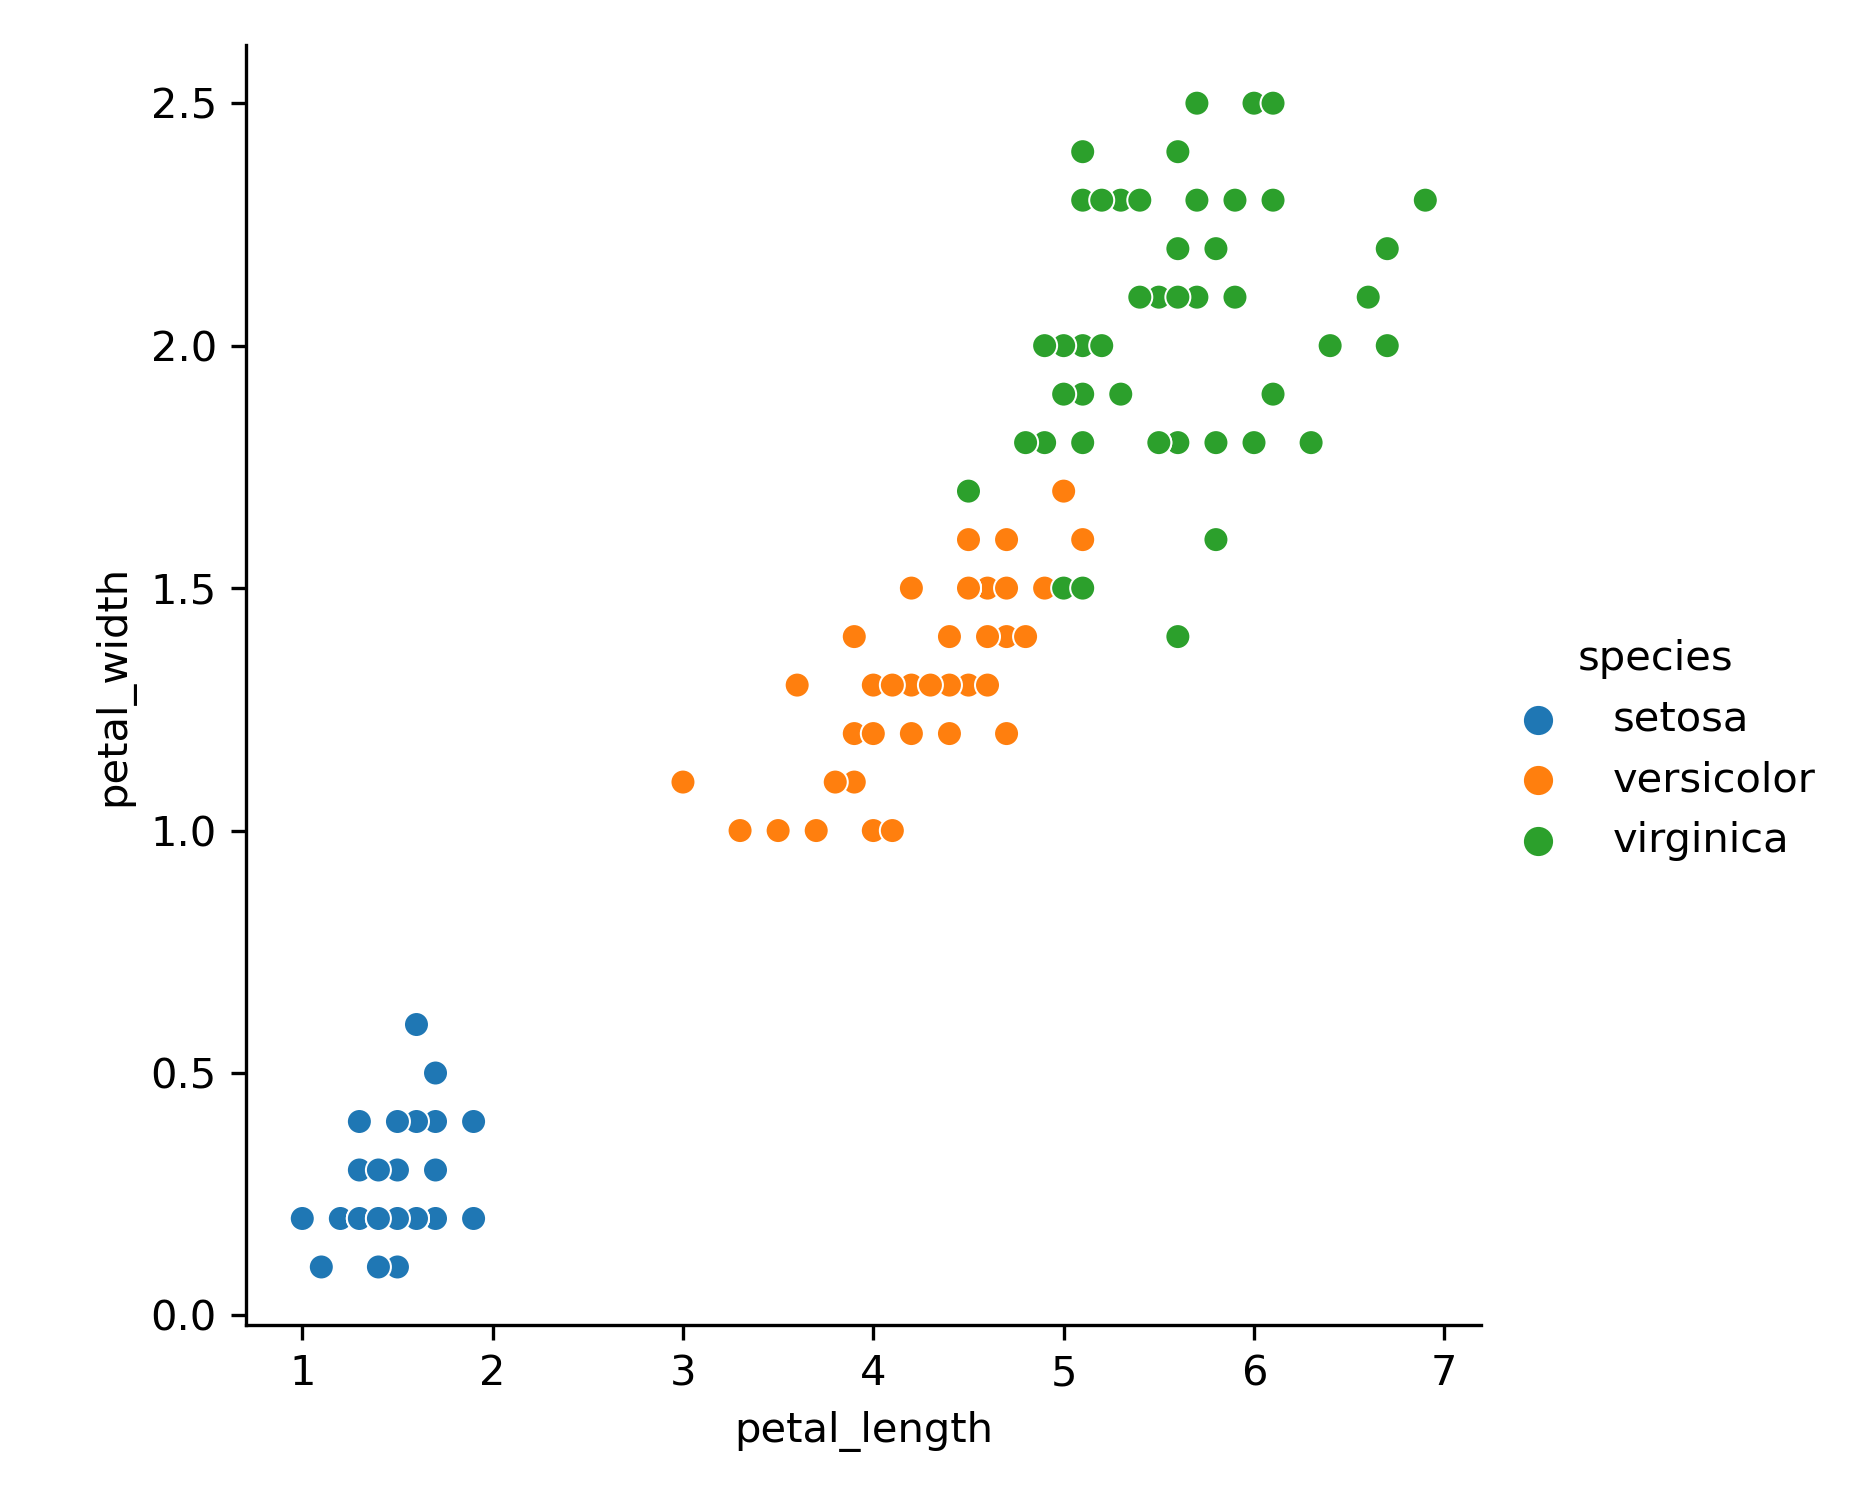 2.5
2.0
1.5
1.0
0.5
0.0
petal_width
1 2 3 4 5 6 7
petal_length
species
setosa
versicolor
virginica